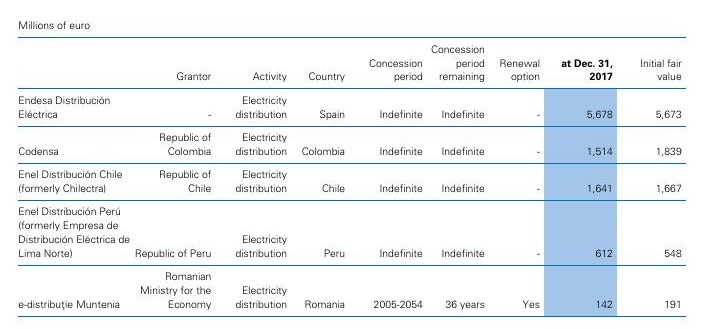 Millions of euro
Grantor Activity Country Concession period Concession period remaining Renewal option at Dec. 31, 2017 Initial fair value
Endesa Distribución Eléctrica - Electricity distribution Spain Indefinite Indefinite - 5,678 5,673
Codensa Republic of Colombia Electricity distribution Colombia Indefinite Indefinite - 1,514 1,839
Enel Distribución Chile (formerly Chilectra) Republic of Chile Electricity distribution Chile Indefinite Indefinite - 1,641 1,667
Enel Distribución Perú (formerly Empresa de Distribución Eléctrica de Lima Norte) Republic of Peru Electricity distribution Peru Indefinite Indefinite - 612 548
e-distribuţie Muntenia Romanian Ministry for the Economy Electricity distribution Romania 2005-2054 36 years Yes 142 191